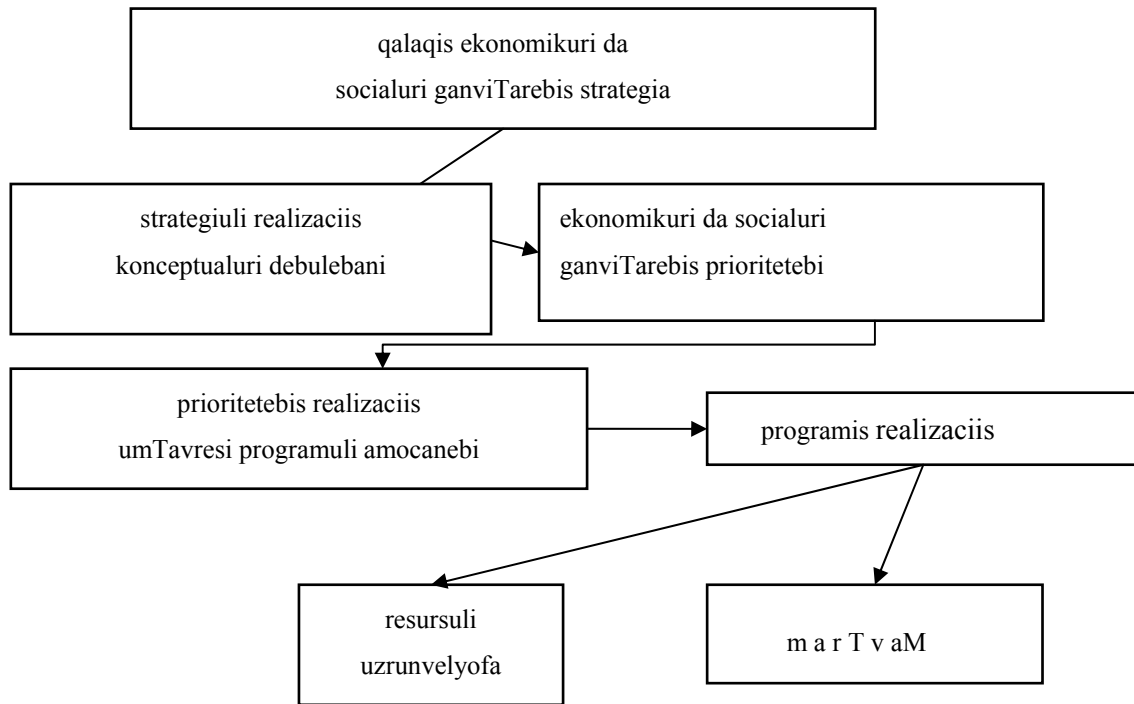 qalaqis ekonomikuri da
socialuri ganviTarebis strategia
strategiuli realizaciis
konceptualuri debulebani
ekonomikuri da socialuri
ganviTarebis prioritetebi
prioritetebis realizaciis
umTavresi programuli amocanebi
programis realizaciis
resursuli
uzrunvelyofa
m a r T v aM